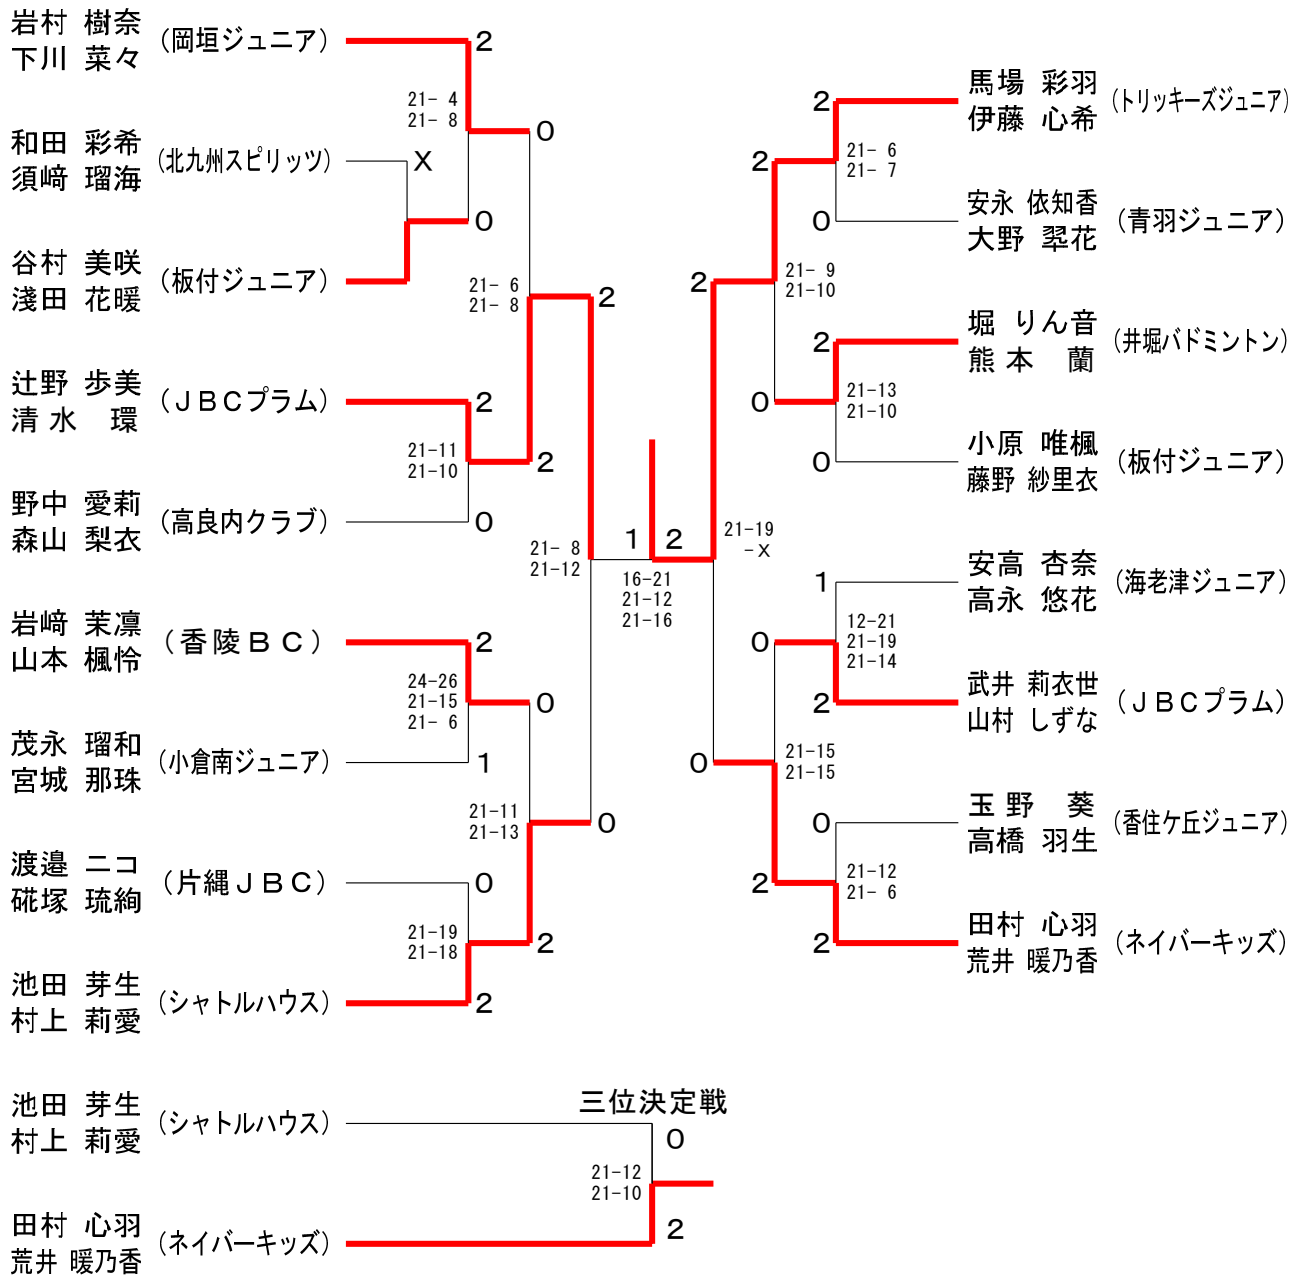 岩村 樹奈
下川 菜々
(岡垣ジュニア)
2
21- 4
21- 8
0
和田 彩希
須﨑 瑠海
(北九州スピリッツ)
X
0
谷村 美咲
淺田 花暖
(板付ジュニア)
21- 6
21- 8
2
辻野 歩美
清水 環
(JBCプラム)
2
21-11
21-10
2
野中 愛莉
森山 梨衣
(高良内クラブ)
0
21- 8
21-12
岩﨑 茉凛
山本 楓怜
(香陵BC)
2
24-26
21-15
21- 6
0
茂永 瑠和
宮城 那珠
(小倉南ジュニア)
1
21-11
21-13
0
渡邉 ニコ
硴塚 琉絢
(片縄JBC)
0
21-19
21-18
2
池田 芽生
村上 莉愛
(シャトルハウス)
2
1
2
16-21
21-12
21-16
馬場 彩羽
伊藤 心希
(トリッキーズジュニア)
2
2
21- 6
21- 7
安永 依知香
大野 翆花
(青羽ジュニア)
0
2
21- 9
21-10
堀 りん音
熊本 蘭
(井堀バドミントン)
2
0
21-13
21-10
小原 唯楓
藤野 紗里衣
(板付ジュニア)
0
21-19
-X
安高 杏奈
高永 悠花
(海老津ジュニア)
1
0
12-21
21-19
21-14
武井 莉衣世
山村 しずな
(JBCプラム)
2
0
21-15
21-15
玉野 葵
高橋 羽生
(香住ケ丘ジュニア)
0
2
21-12
21- 6
田村 心羽
荒井 暖乃香
(ネイバーキッズ)
2
三位決定戦
池田 芽生
村上 莉愛
(シャトルハウス)
0
21-12
21-10
田村 心羽
荒井 暖乃香
(ネイバーキッズ)
2